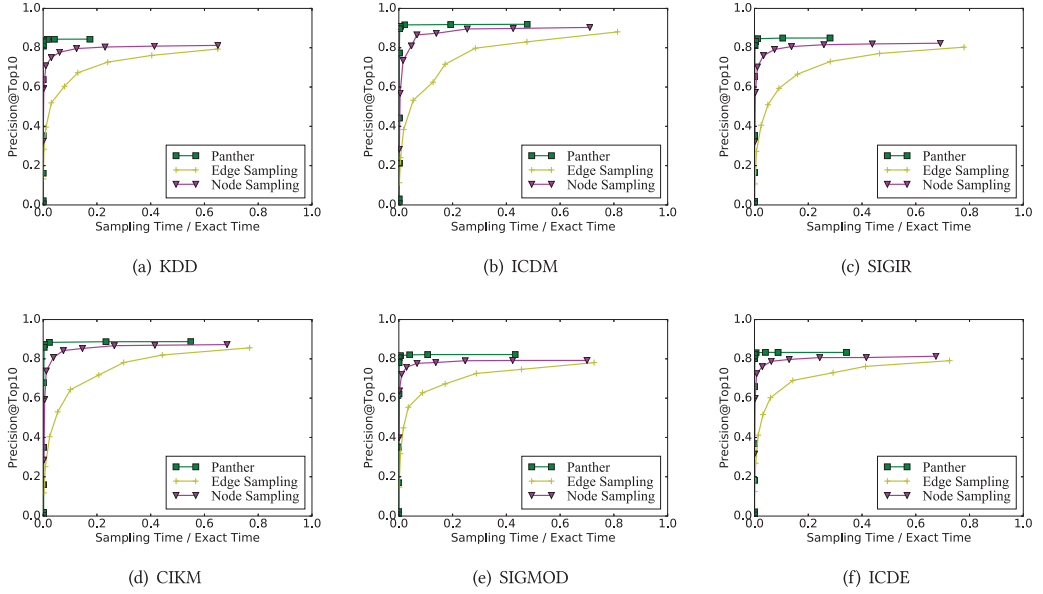 1.0
0.8
0.6
0.4
0.2
0.0
Precision@Top10
Panther
Edge Sampling
Node Sampling
0.0 0.2 0.4 0.6 0.8 1.0
Sampling Time / Exact Time
(a) KDD
1.0
0.8
0.6
0.4
0.2
0.0
Precision@Top10
Panther
Edge Sampling
Node Sampling
0.0 0.2 0.4 0.6 0.8 1.0
Sampling Time / Exact Time
(b) ICDM
1.0
0.8
0.6
0.4
0.2
0.0
Precision@Top10
Panther
Edge Sampling
Node Sampling
0.0 0.2 0.4 0.6 0.8 1.0
Sampling Time / Exact Time
(c) SIGIR
1.0
0.8
0.6
0.4
0.2
0.0
Precision@Top10
Panther
Edge Sampling
Node Sampling
0.0 0.2 0.4 0.6 0.8 1.0
Sampling Time / Exact Time
(d) CIKM
1.0
0.8
0.6
0.4
0.2
0.0
Precision@Top10
Panther
Edge Sampling
Node Sampling
0.0 0.2 0.4 0.6 0.8 1.0
Sampling Time / Exact Time
(e) SIGMOD
1.0
0.8
0.6
0.4
0.2
0.0
Precision@Top10
Panther
Edge Sampling
Node Sampling
0.0 0.2 0.4 0.6 0.8 1.0
Sampling Time / Exact Time
(f) ICDE